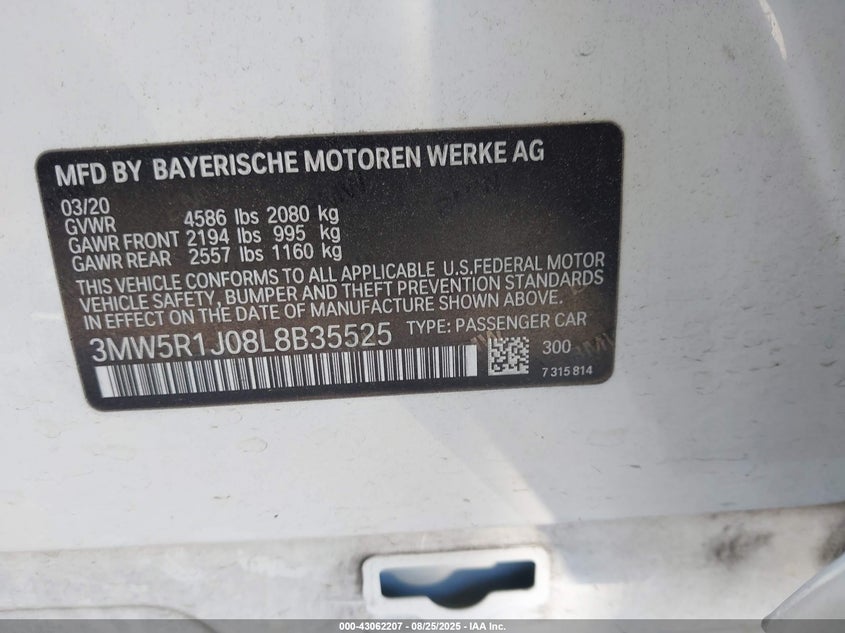 MFD BY BAYERISCHE MOTOREN WERKE AG
03/20
GVWR 4586 lbs 2080 kg
GAWR FRONT 2194 lbs 995 kg
GAWR REAR 2557 lbs 1160 kg
THIS VEHICLE CONFORMS TO ALL APPLICABLE U.S.FEDERAL MOTOR
VEHICLE SAFETY, BUMPER AND THEFT PREVENTION STANDARDS
IN EFFECT ON THE DATE OF MANUFACTURE SHOWN ABOVE.
3MW5R1J08L8B35525 TYPE: PASSENGER CAR
300
7 315 814
000-43062207 - 08/25/2025 - IAA Inc.